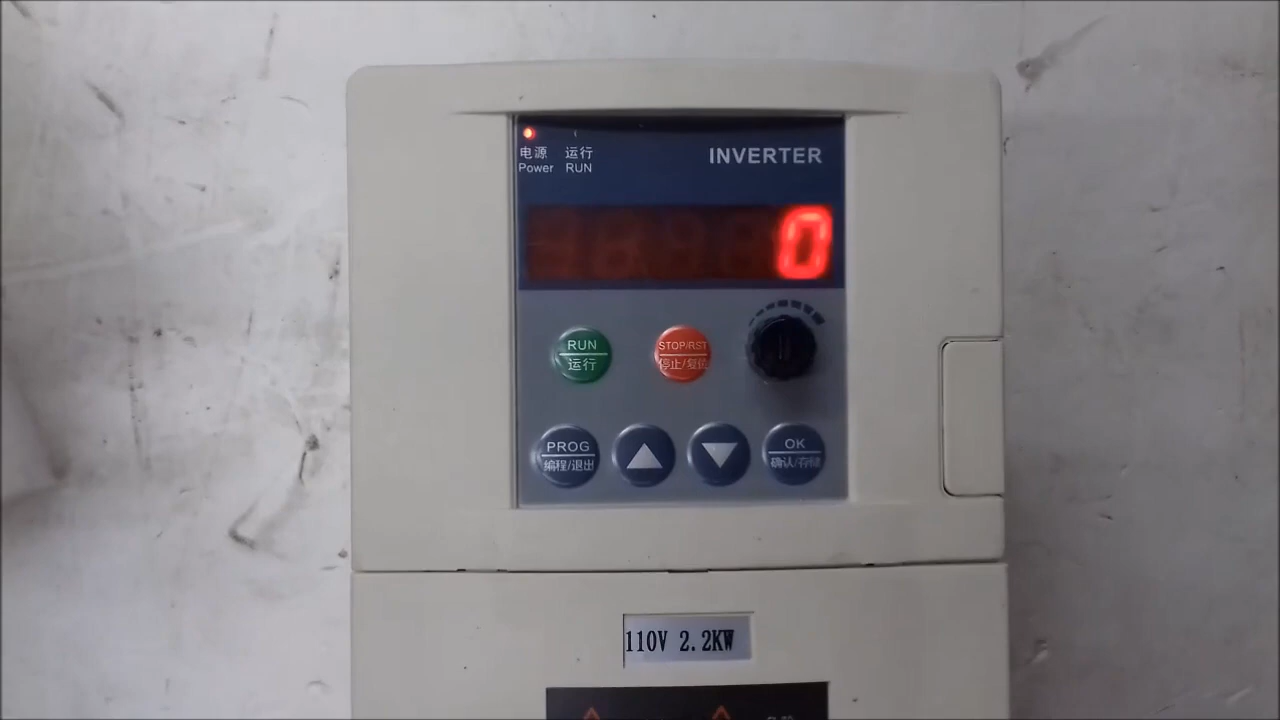 电源 运行
Power RUN
INVERTER
0
RUN
运行
STOP/RST
停止/复位
PROG
编程/退出
OK
确认/存储
110V 2.2KW